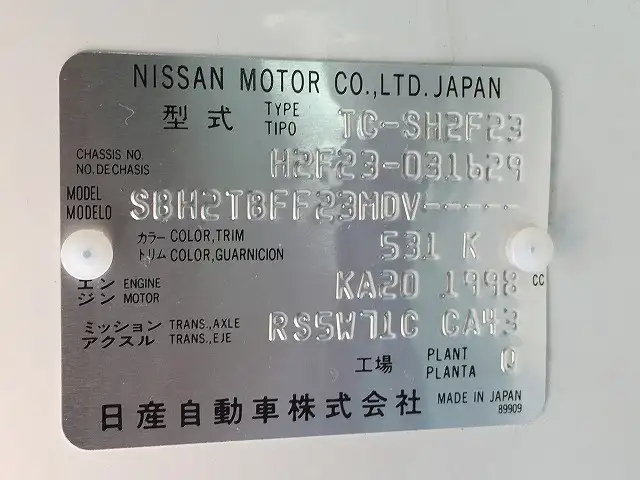 NISSAN MOTOR CO.,LTD. JAPAN
型式 TYPE TIPO TC-SH2F23
CHASSIS NO. NO.DE CHASIS H2F23-031629
MODEL MODELO SBH2TBFF23MDV-----
カラー COLOR,TRIM
トリム COLOR,GUARNICION 531 K
エンジン ENGINE MOTOR KA20 1998 CC
ミッション TRANS.,AXLE
アクスル TRANS.,EJE RS5W71C CA43
工場 PLANT PLANTA
日産自動車株式会社 MADE IN JAPAN
89909